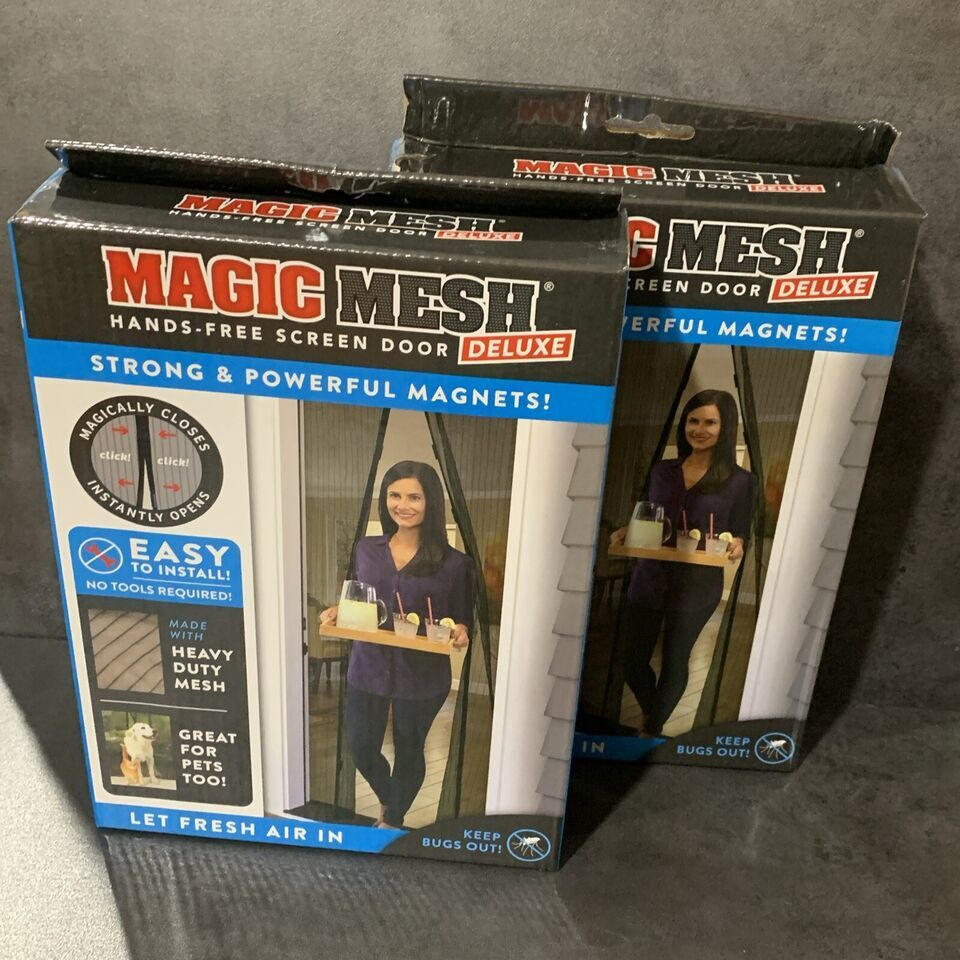 MAGIC MESH
HANDS-FREE SCREEN DOOR DELUXE
MAGIC MESH®
HANDS-FREE SCREEN DOOR DELUXE
STRONG & POWERFUL MAGNETS!
MAGICALLY CLOSES
click! click!
INSTANTLY OPENS
EASY
TO INSTALL!
NO TOOLS REQUIRED!
MADE
WITH
HEAVY
DUTY
MESH
GREAT
FOR
PETS
TOO!
LET FRESH AIR IN
KEEP
BUGS OUT!
MAGIC MESH
HANDS-FREE SCREEN DOOR DELUXE
C MESH®
REEN DOOR DELUXE
ERFUL MAGNETS!
IN
KEEP
BUGS OUT!